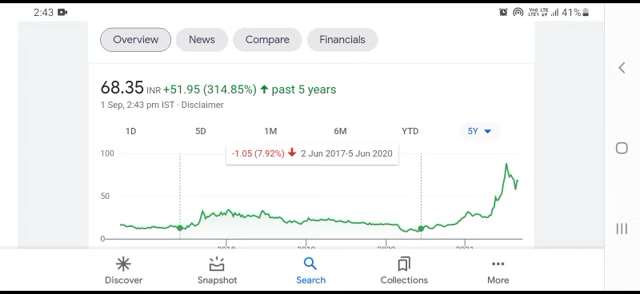 2:43 41%
Overview News Compare Financials
68.35 INR +51.95 (314.85%) ↑ past 5 years
1 Sep, 2:43 pm IST · Disclaimer
1D 5D 1M 6M YTD 5Y
-1.05 (7.92%) ↓ 2 Jun 2017-5 Jun 2020
100
50
0
Discover Snapshot Search Collections More